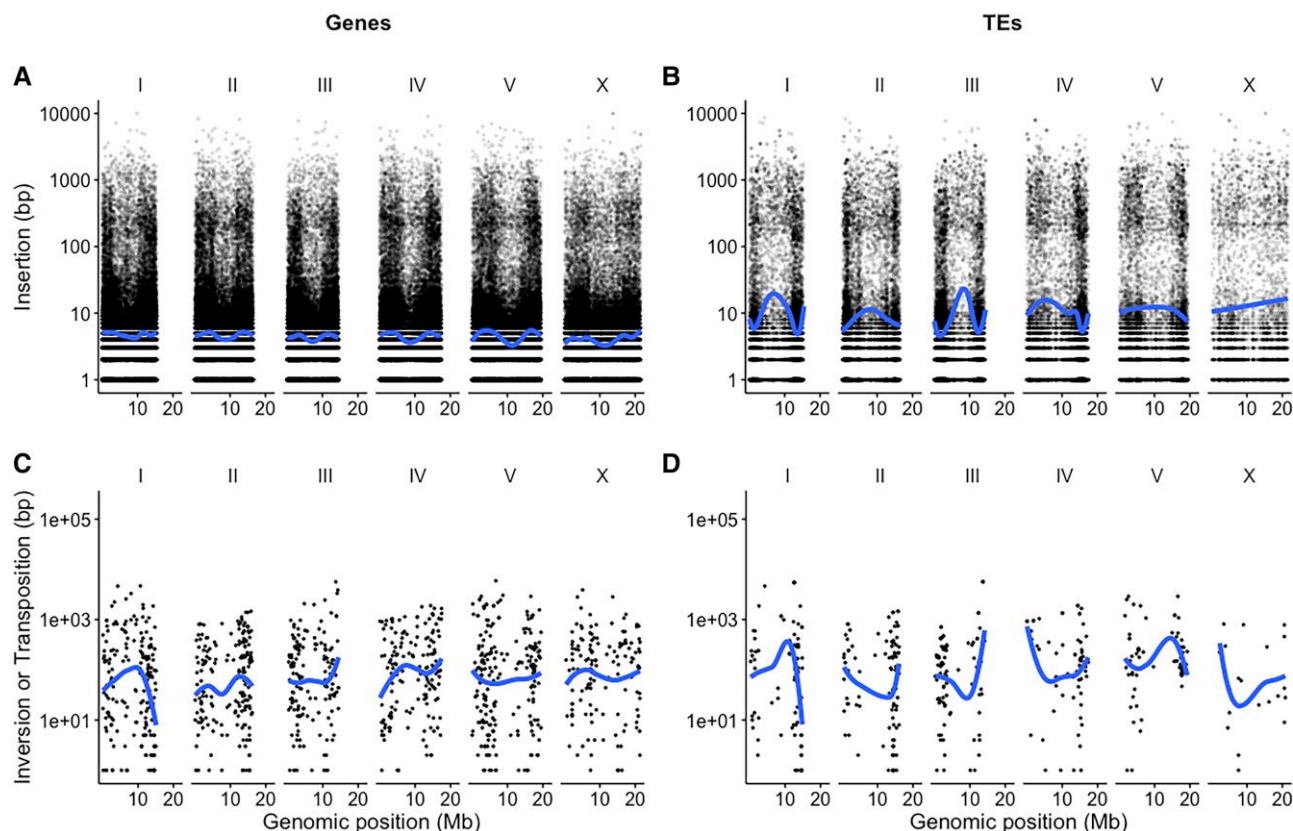 Genes TEs
A B
I II III IV V X I II III IV V X
Insertion (bp)
10000 10000
1000 1000
100 100
10 10
1 1
10 20 10 20 10 20 10 20 10 20 10 20 10 20 10 20 10 20 10 20 10 20 10 20
C D
I II III IV V X I II III IV V X
Inversion or Transposition (bp)
1e+05 1e+05
1e+03 1e+03
1e+01 1e+01
10 20 10 20 10 20 10 20 10 20 10 20 10 20 10 20 10 20 10 20 10 20 10 20
Genomic position (Mb) Genomic position (Mb)